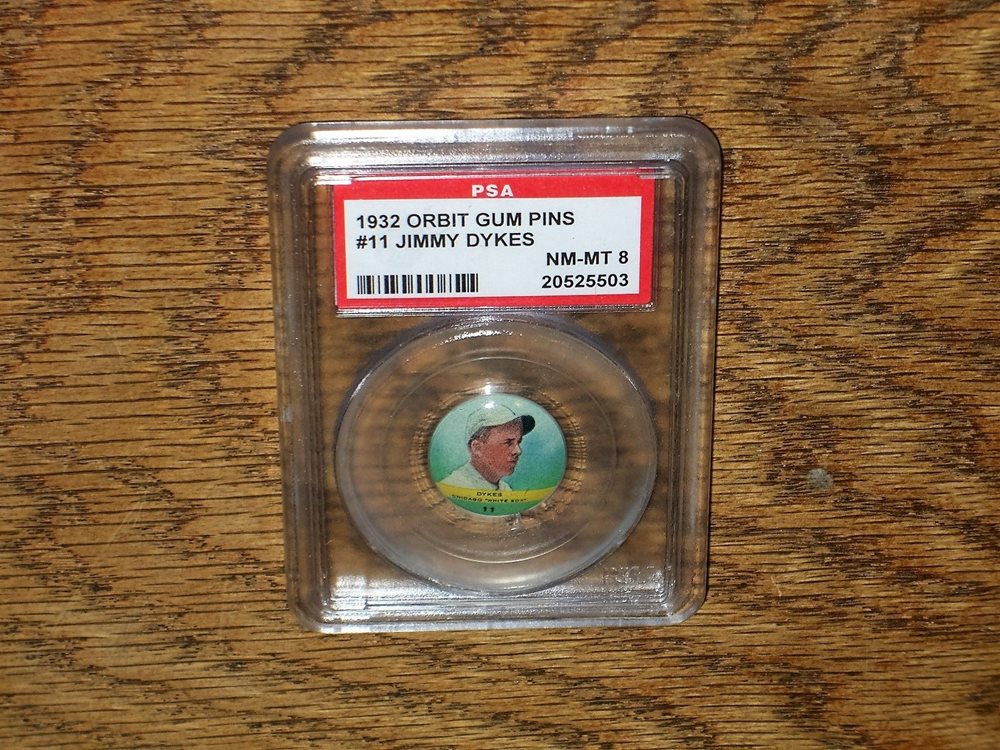 PSA
1932 ORBIT GUM PINS
#11 JIMMY DYKES
NM-MT 8
20525503
DYKES
CHICAGO "WHITE SOX"
11